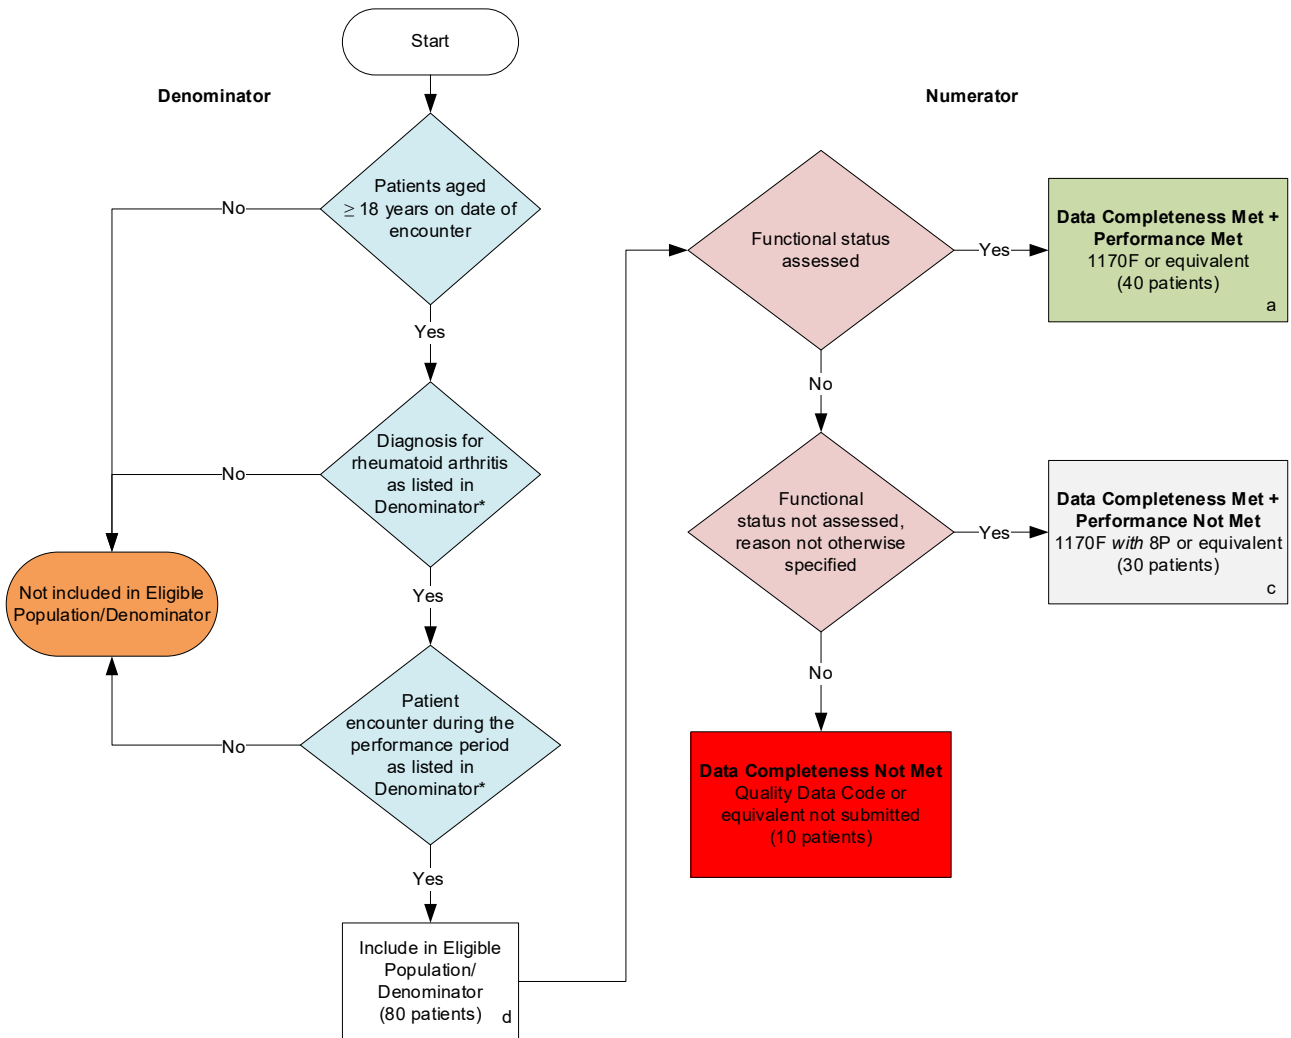 Start
Denominator
Patients aged
≥ 18 years on date of
encounter
No
Yes
Diagnosis for
rheumatoid arthritis
as listed in
Denominator*
No
Yes
Not included in Eligible
Population/Denominator
Patient
encounter during the
performance period
as listed in
Denominator*
No
Yes
Include in Eligible
Population/
Denominator
(80 patients)
d
Numerator
Functional status
assessed
Yes
Data Completeness Met +
Performance Met
1170F or equivalent
(40 patients)
a
No
Functional
status not assessed,
reason not otherwise
specified
Yes
Data Completeness Met +
Performance Not Met
1170F with 8P or equivalent
(30 patients)
c
No
Data Completeness Not Met
Quality Data Code or
equivalent not submitted
(10 patients)